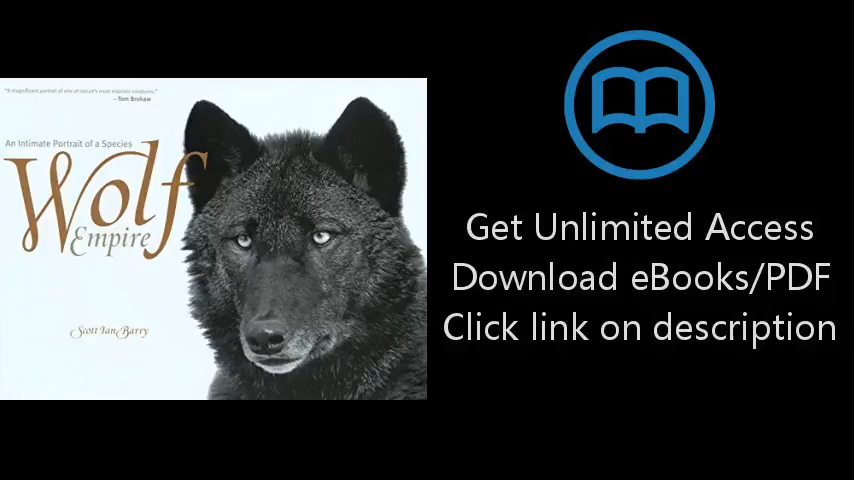 "A magnificent portrait of one of nature's most majestic creatures."
—Tom Brokaw
An Intimate Portrait of a Species
Wolf
Empire
Scott Ian Barry
Get Unlimited Access
Download eBooks/PDF
Click link on description